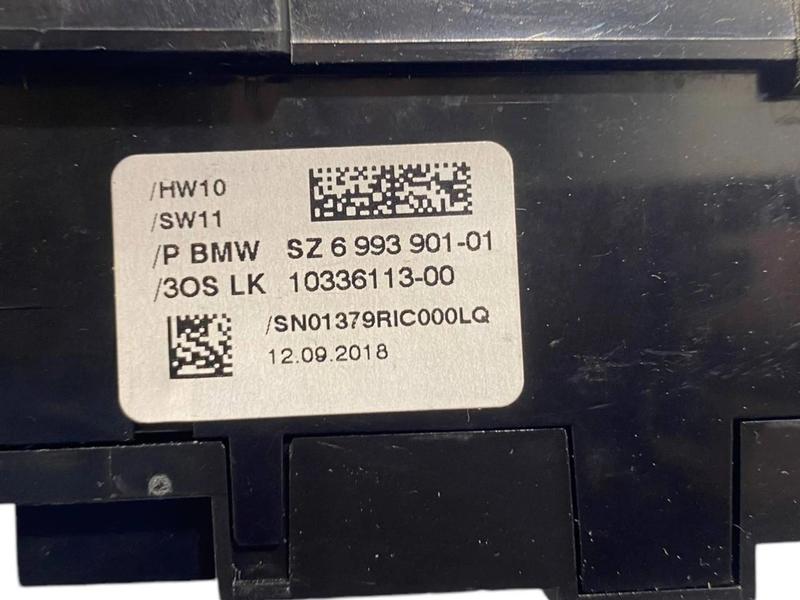 /HW10
/SW11
/P BMW SZ 6 993 901-01
/3OS LK 10336113-00
/SN01379RIC000LQ
12.09.2018